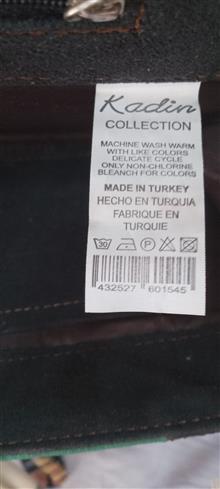 Kadin
COLLECTION
MACHINE WASH WARM
WITH LIKE COLORS
DELICATE CYCLE
ONLY NON-CHLORINE
BLEANCH FOR COLORS
MADE IN TURKEY
HECHO EN TURQUIA
FABRIQUE EN
TURQUIE
30 P
432527 601545